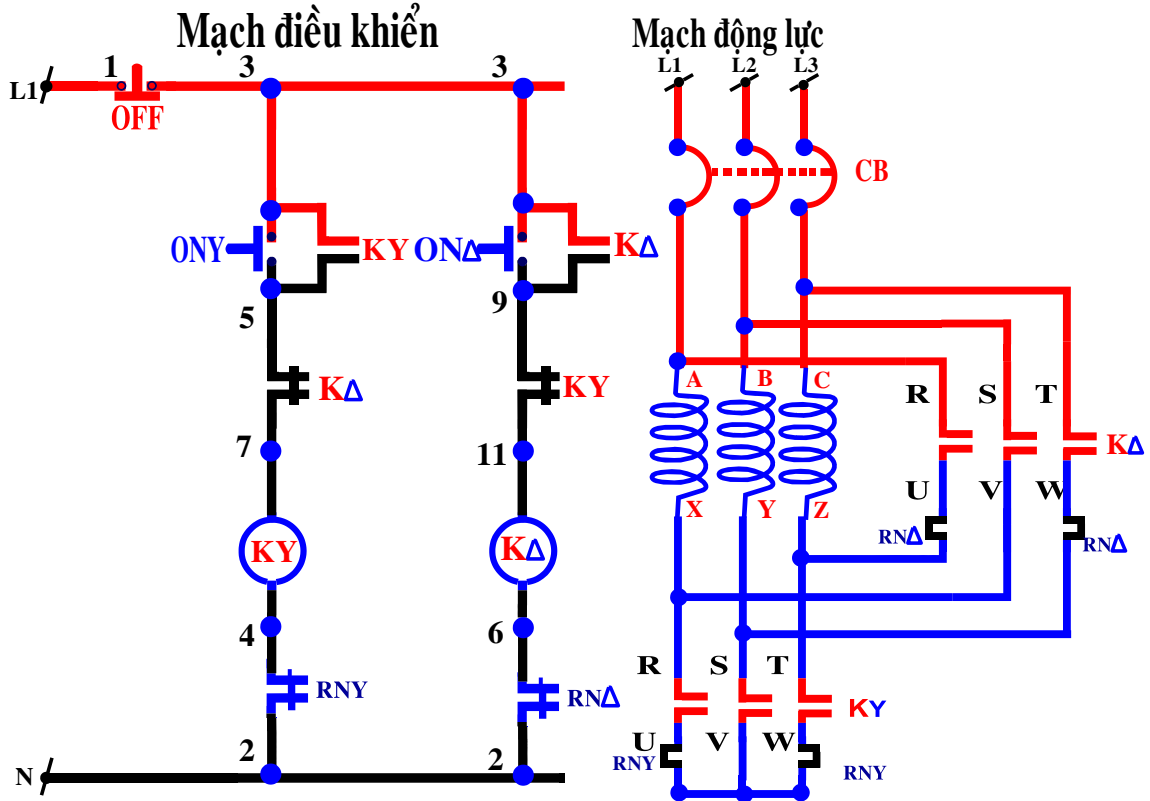 Mạch điều khiển
Mạch động lực
L1
1
3
3
OFF
L1
L2
L3
CB
ONY
KY
ONΔ
KΔ
5
9
KΔ
KY
7
11
KY
KΔ
4
6
RNY
RNΔ
2
2
N
A
B
C
R
S
T
KΔ
X
Y
Z
U
V
W
RNΔ
RNΔ
R
S
T
KY
U
V
W
RNY
RNY